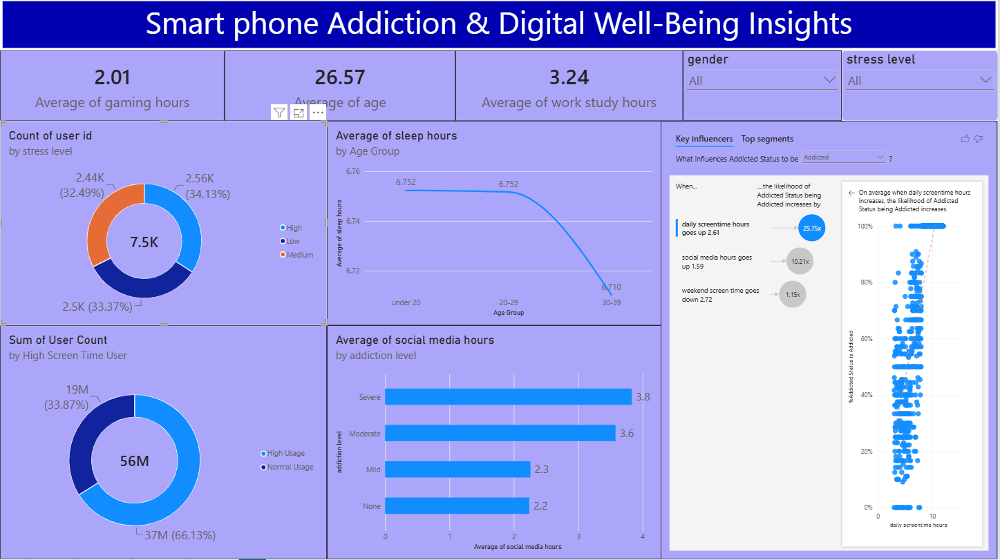 Smart phone Addiction & Digital Well-Being Insights
2.01
Average of gaming hours
26.57
Average of age
3.24
Average of work study hours
gender
All
stress level
All
Count of user id
by stress level
2.44K
(32.49%)
2.56K
(34.13%)
7.5K
2.5K (33.37%)
High
Low
Medium
Average of sleep hours
by Age Group
Average of sleep hours
6.76
6.74
6.72
6.752
6.752
6.710
under 20
20-29
30-39
Age Group
Sum of User Count
by High Screen Time User
19M
(33.87%)
56M
37M (66.13%)
High Usage
Normal Usage
Average of social media hours
by addiction level
addiction level
Severe
3.8
Moderate
3.6
Mild
2.3
None
2.2
0
1
2
3
4
Average of social media hours
Key influencers
Top segments
What influences Addicted Status to be
Addicted
?
When...
....the likelihood of
Addicted Status being
Addicted increases by
daily screentime hours
goes up 2.61
25.75x
social media hours goes
up 1.59
10.21x
weekend screen time goes
down 2.72
1.15x
On average when daily screentime hours
increases, the likelihood of Addicted
Status being Addicted increases.
%Addicted Status is Addicted
100%
80%
60%
40%
20%
0%
0
10
daily screentime hours